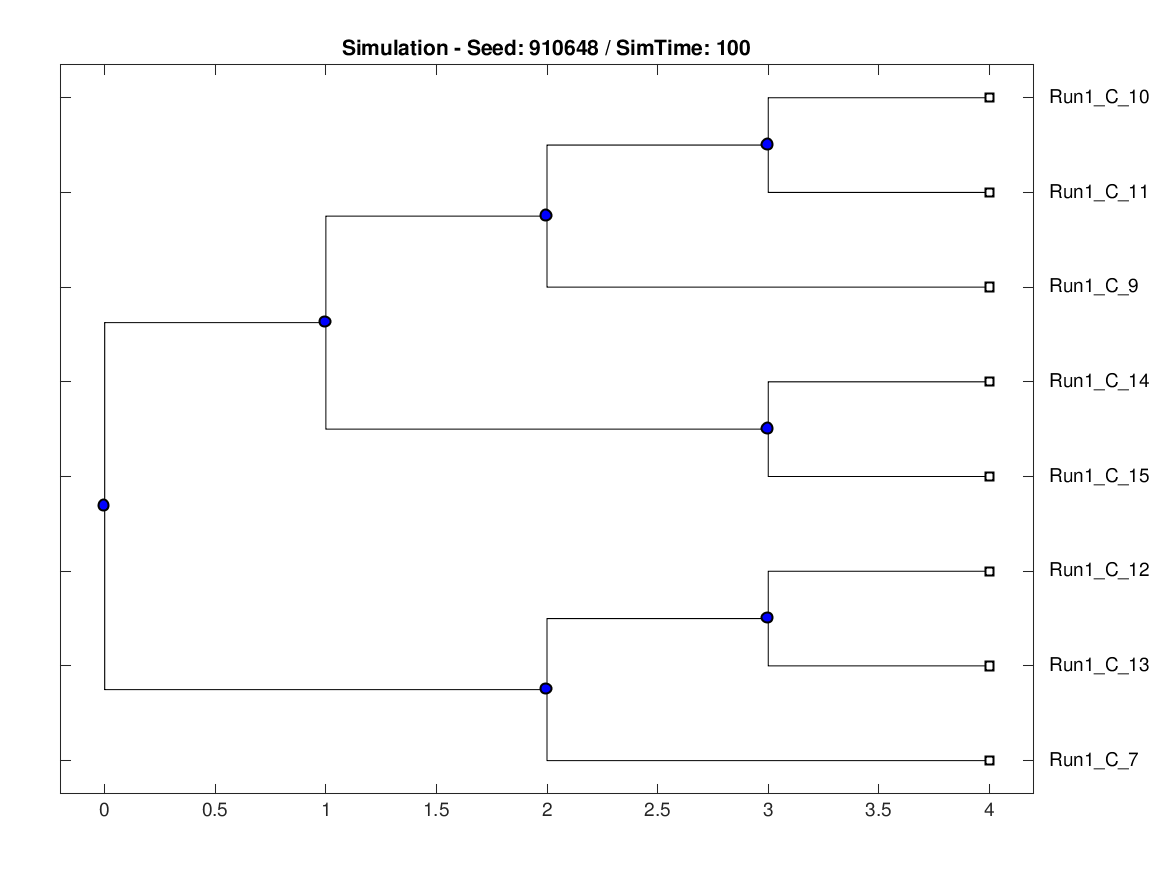 Simulation - Seed: 910648 / SimTime: 100
Run1_C_10
Run1_C_11
Run1_C_9
Run1_C_14
Run1_C_15
Run1_C_12
Run1_C_13
Run1_C_7
0 0.5 1 1.5 2 2.5 3 3.5 4